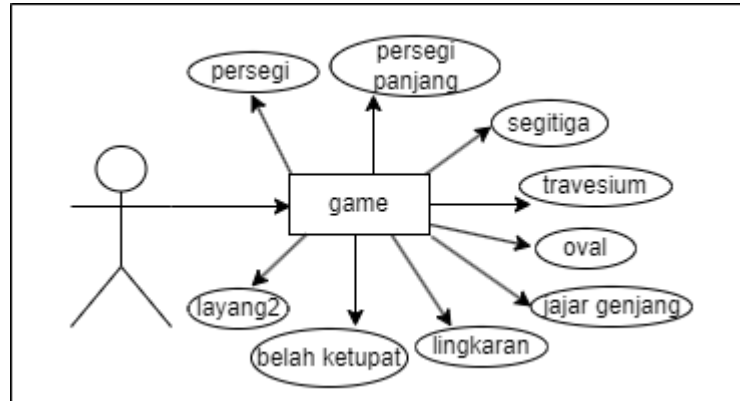 persegi
persegi
panjang
segitiga
travesium
game
oval
layang2
jajar genjang
belah ketupat
lingkaran